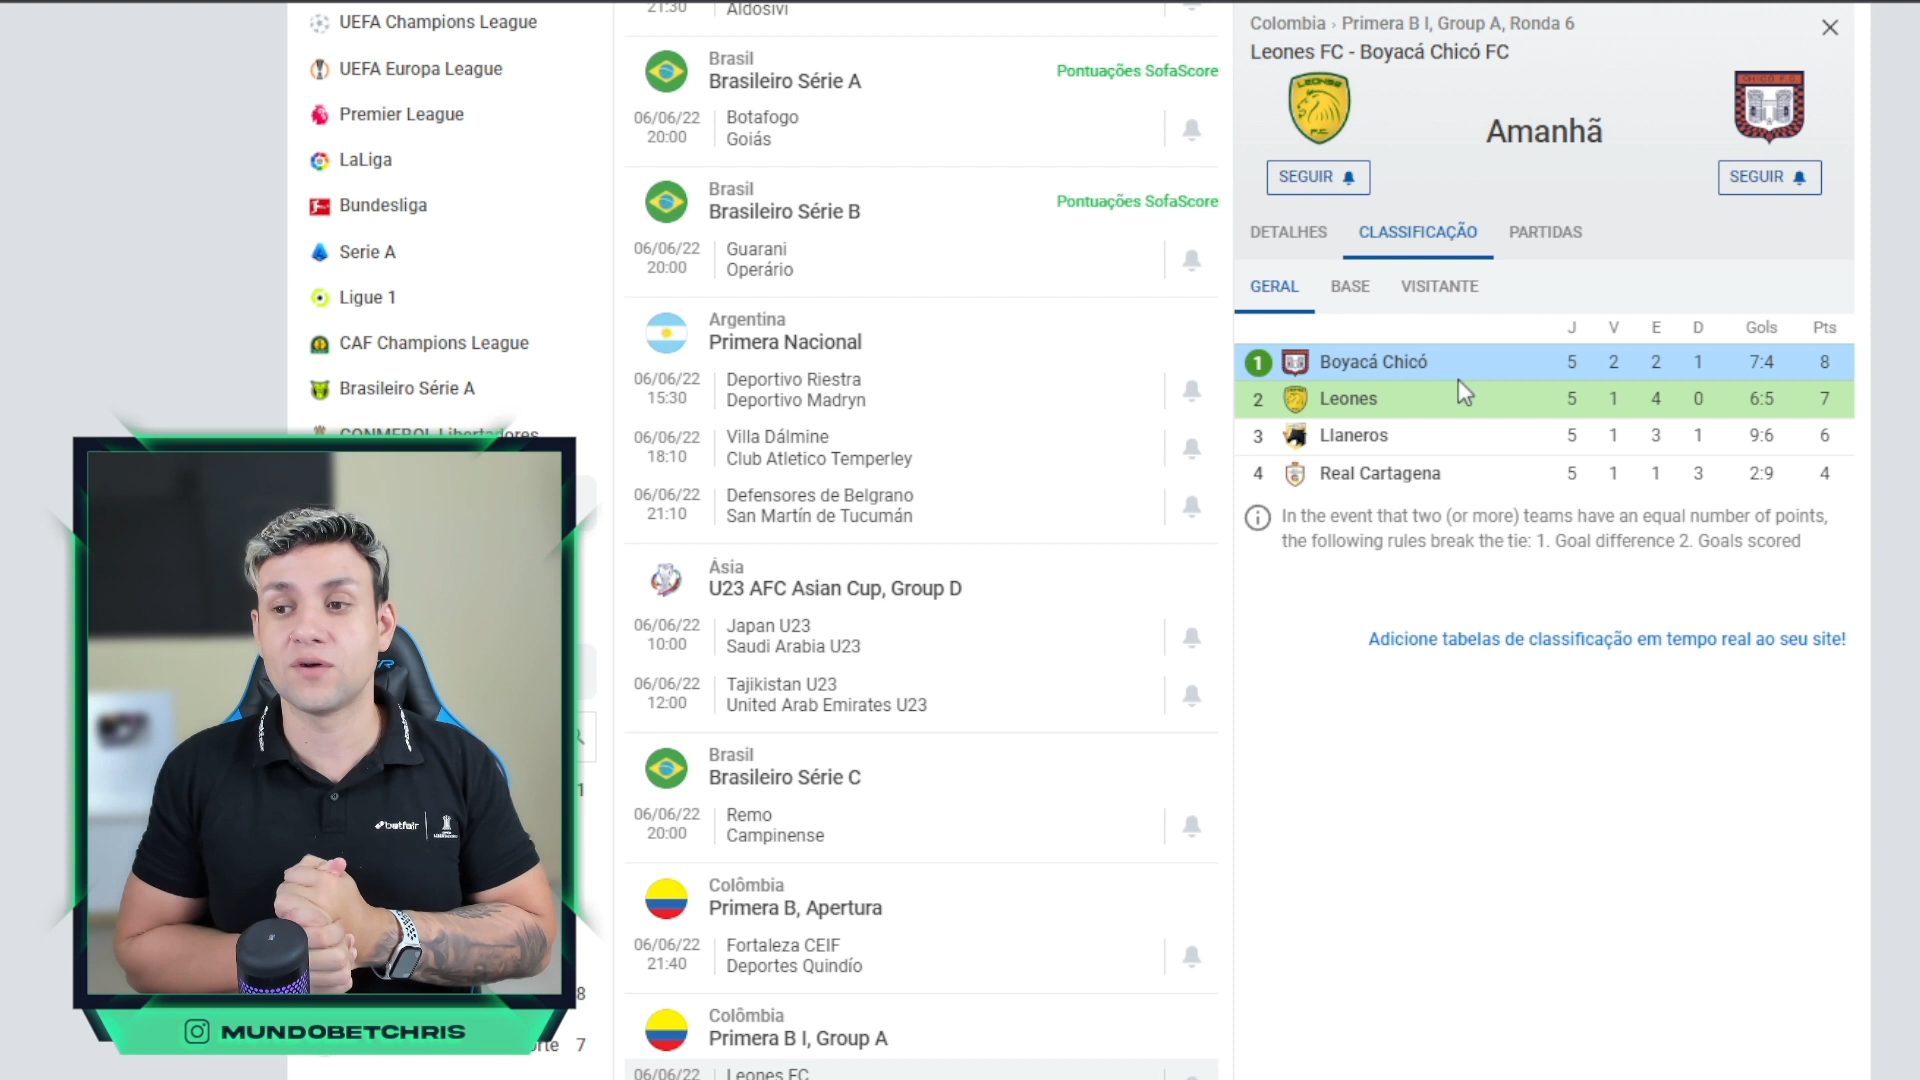 UEFA Champions League
UEFA Europa League
Premier League
LaLiga
Bundesliga
Serie A
Ligue 1
CAF Champions League
Brasileiro Série A
CONMEBOL Libertadores
1
8
7
21:30
Aldosivi
Brasil
Brasileiro Série A
Pontuações SofaScore
06/06/22
20:00
Botafogo
Goiás
Brasil
Brasileiro Série B
Pontuações SofaScore
06/06/22
20:00
Guarani
Operário
Argentina
Primera Nacional
06/06/22
15:30
Deportivo Riestra
Deportivo Madryn
06/06/22
18:10
Villa Dálmine
Club Atletico Temperley
06/06/22
21:10
Defensores de Belgrano
San Martín de Tucumán
Ásia
U23 AFC Asian Cup, Group D
06/06/22
10:00
Japan U23
Saudi Arabia U23
06/06/22
12:00
Tajikistan U23
United Arab Emirates U23
Brasil
Brasileiro Série C
06/06/22
20:00
Remo
Campinense
Colômbia
Primera B, Apertura
06/06/22
21:40
Fortaleza CEIF
Deportes Quindío
Colômbia
Primera B I, Group A
06/06/22
Leones FC
Colombia › Primera B I, Group A, Ronda 6
Leones FC - Boyacá Chicó FC
LEONES
F.C.
Amanhã
CHICÓ F.C.
SEGUIR
SEGUIR
DETALHES CLASSIFICAÇÃO PARTIDAS
GERAL BASE VISITANTE
J V E D Gols Pts
1 Boyacá Chicó 5 2 2 1 7:4 8
2 Leones 5 1 4 0 6:5 7
3 Llaneros 5 1 3 1 9:6 6
4 Real Cartagena 5 1 1 3 2:9 4
In the event that two (or more) teams have an equal number of points,
the following rules break the tie: 1. Goal difference 2. Goals scored
Adicione tabelas de classificação em tempo real ao seu site!
betfair
MUNDOBETCHRIS